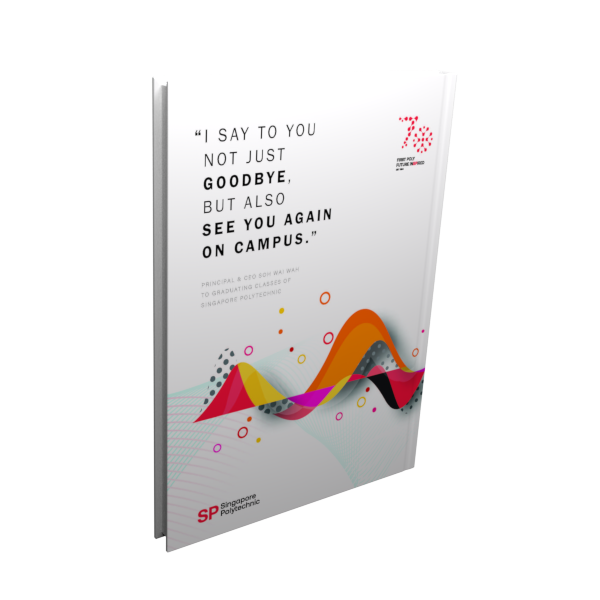 “I SAY TO YOU
NOT JUST
GOODBYE,
BUT ALSO
SEE YOU AGAIN
ON CAMPUS.”
PRINCIPAL & CEO SOH WAI WAH
TO GRADUATING CLASSES OF
SINGAPORE POLYTECHNIC
70
FIRST POLY
FUTURE INSPIRED
SP Singapore
Polytechnic